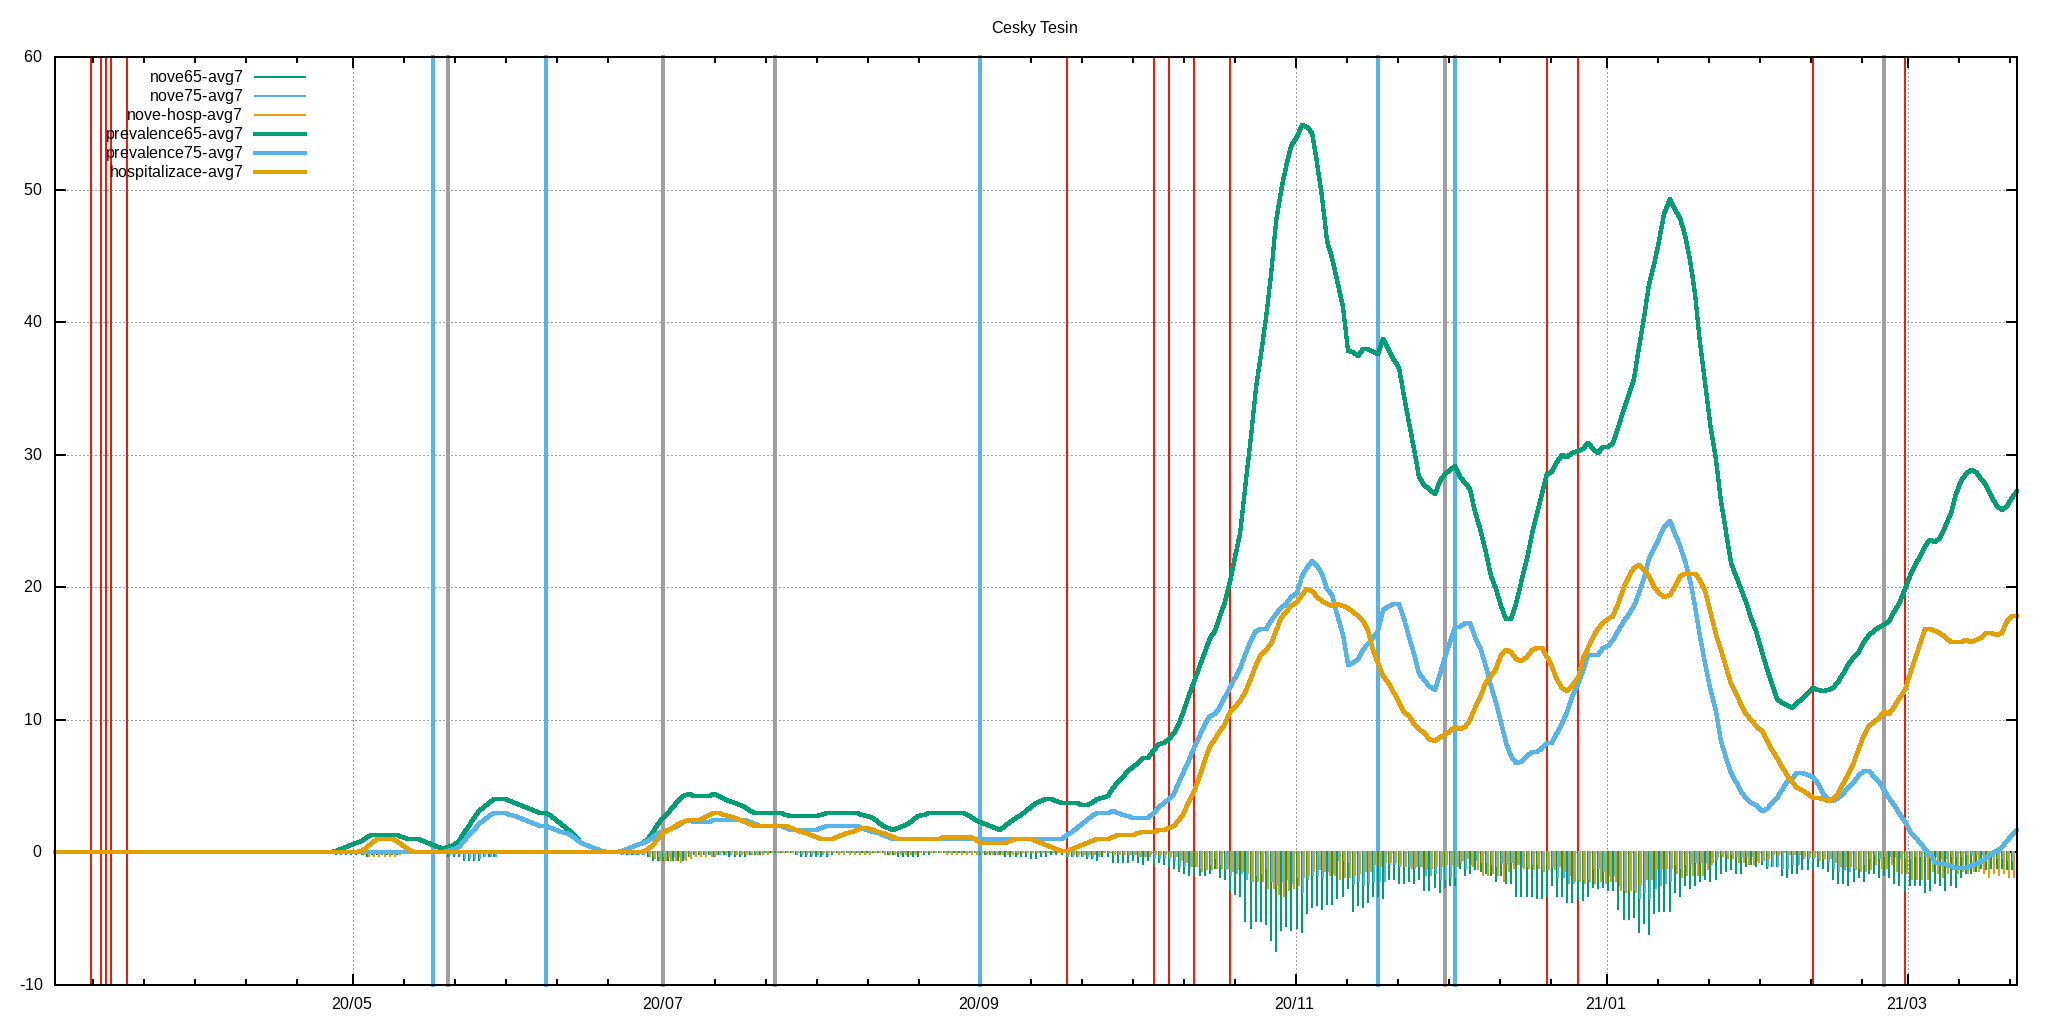 Cesky Tesin
60
50
40
30
20
10
0
-10
nove65-avg7
nove75-avg7
nove-hosp-avg7
prevalence65-avg7
prevalence75-avg7
hospitalizace-avg7
20/05 20/07 20/09 20/11 21/01 21/03